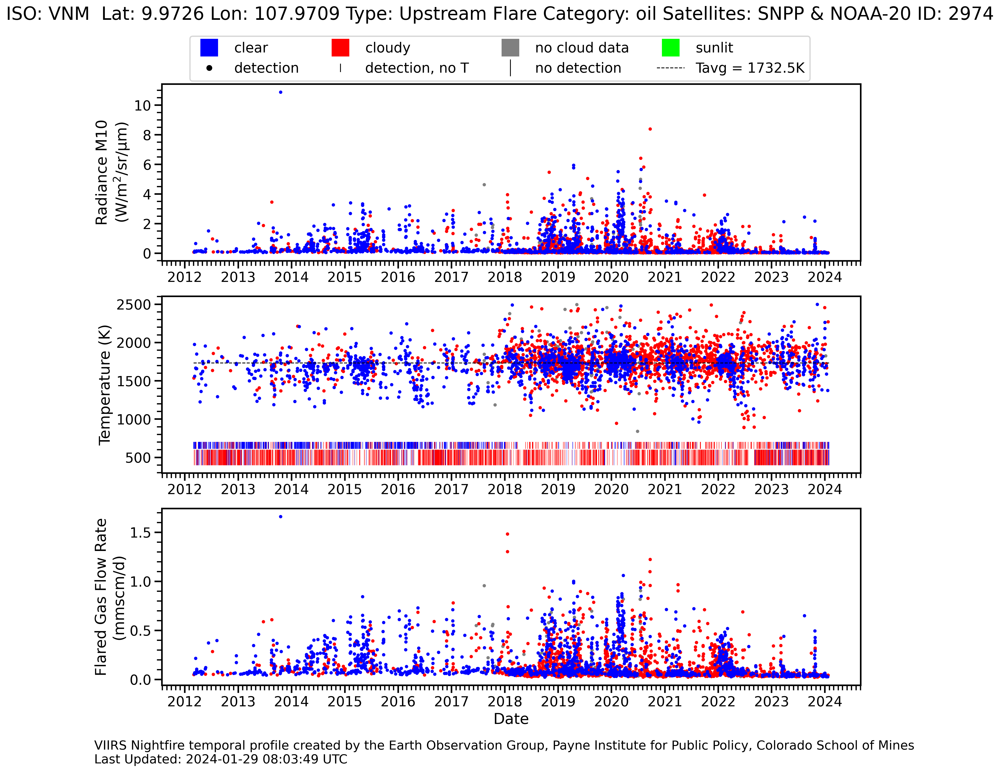 ISO: VNM  Lat: 9.9726 Lon: 107.9709 Type: Upstream Flare Category: oil Satellites: SNPP & NOAA-20 ID: 2974
clear cloudy no cloud data sunlit
detection detection, no T no detection Tavg = 1732.5K
Radiance M10
(W/m²/sr/μm)
10
8
6
4
2
0
2012 2013 2014 2015 2016 2017 2018 2019 2020 2021 2022 2023 2024
Temperature (K)
2500
2000
1500
1000
500
2012 2013 2014 2015 2016 2017 2018 2019 2020 2021 2022 2023 2024
Flared Gas Flow Rate
(mmscm/d)
1.5
1.0
0.5
0.0
2012 2013 2014 2015 2016 2017 2018 2019 2020 2021 2022 2023 2024
Date
VIIRS Nightfire temporal profile created by the Earth Observation Group, Payne Institute for Public Policy, Colorado School of Mines
Last Updated: 2024-01-29 08:03:49 UTC